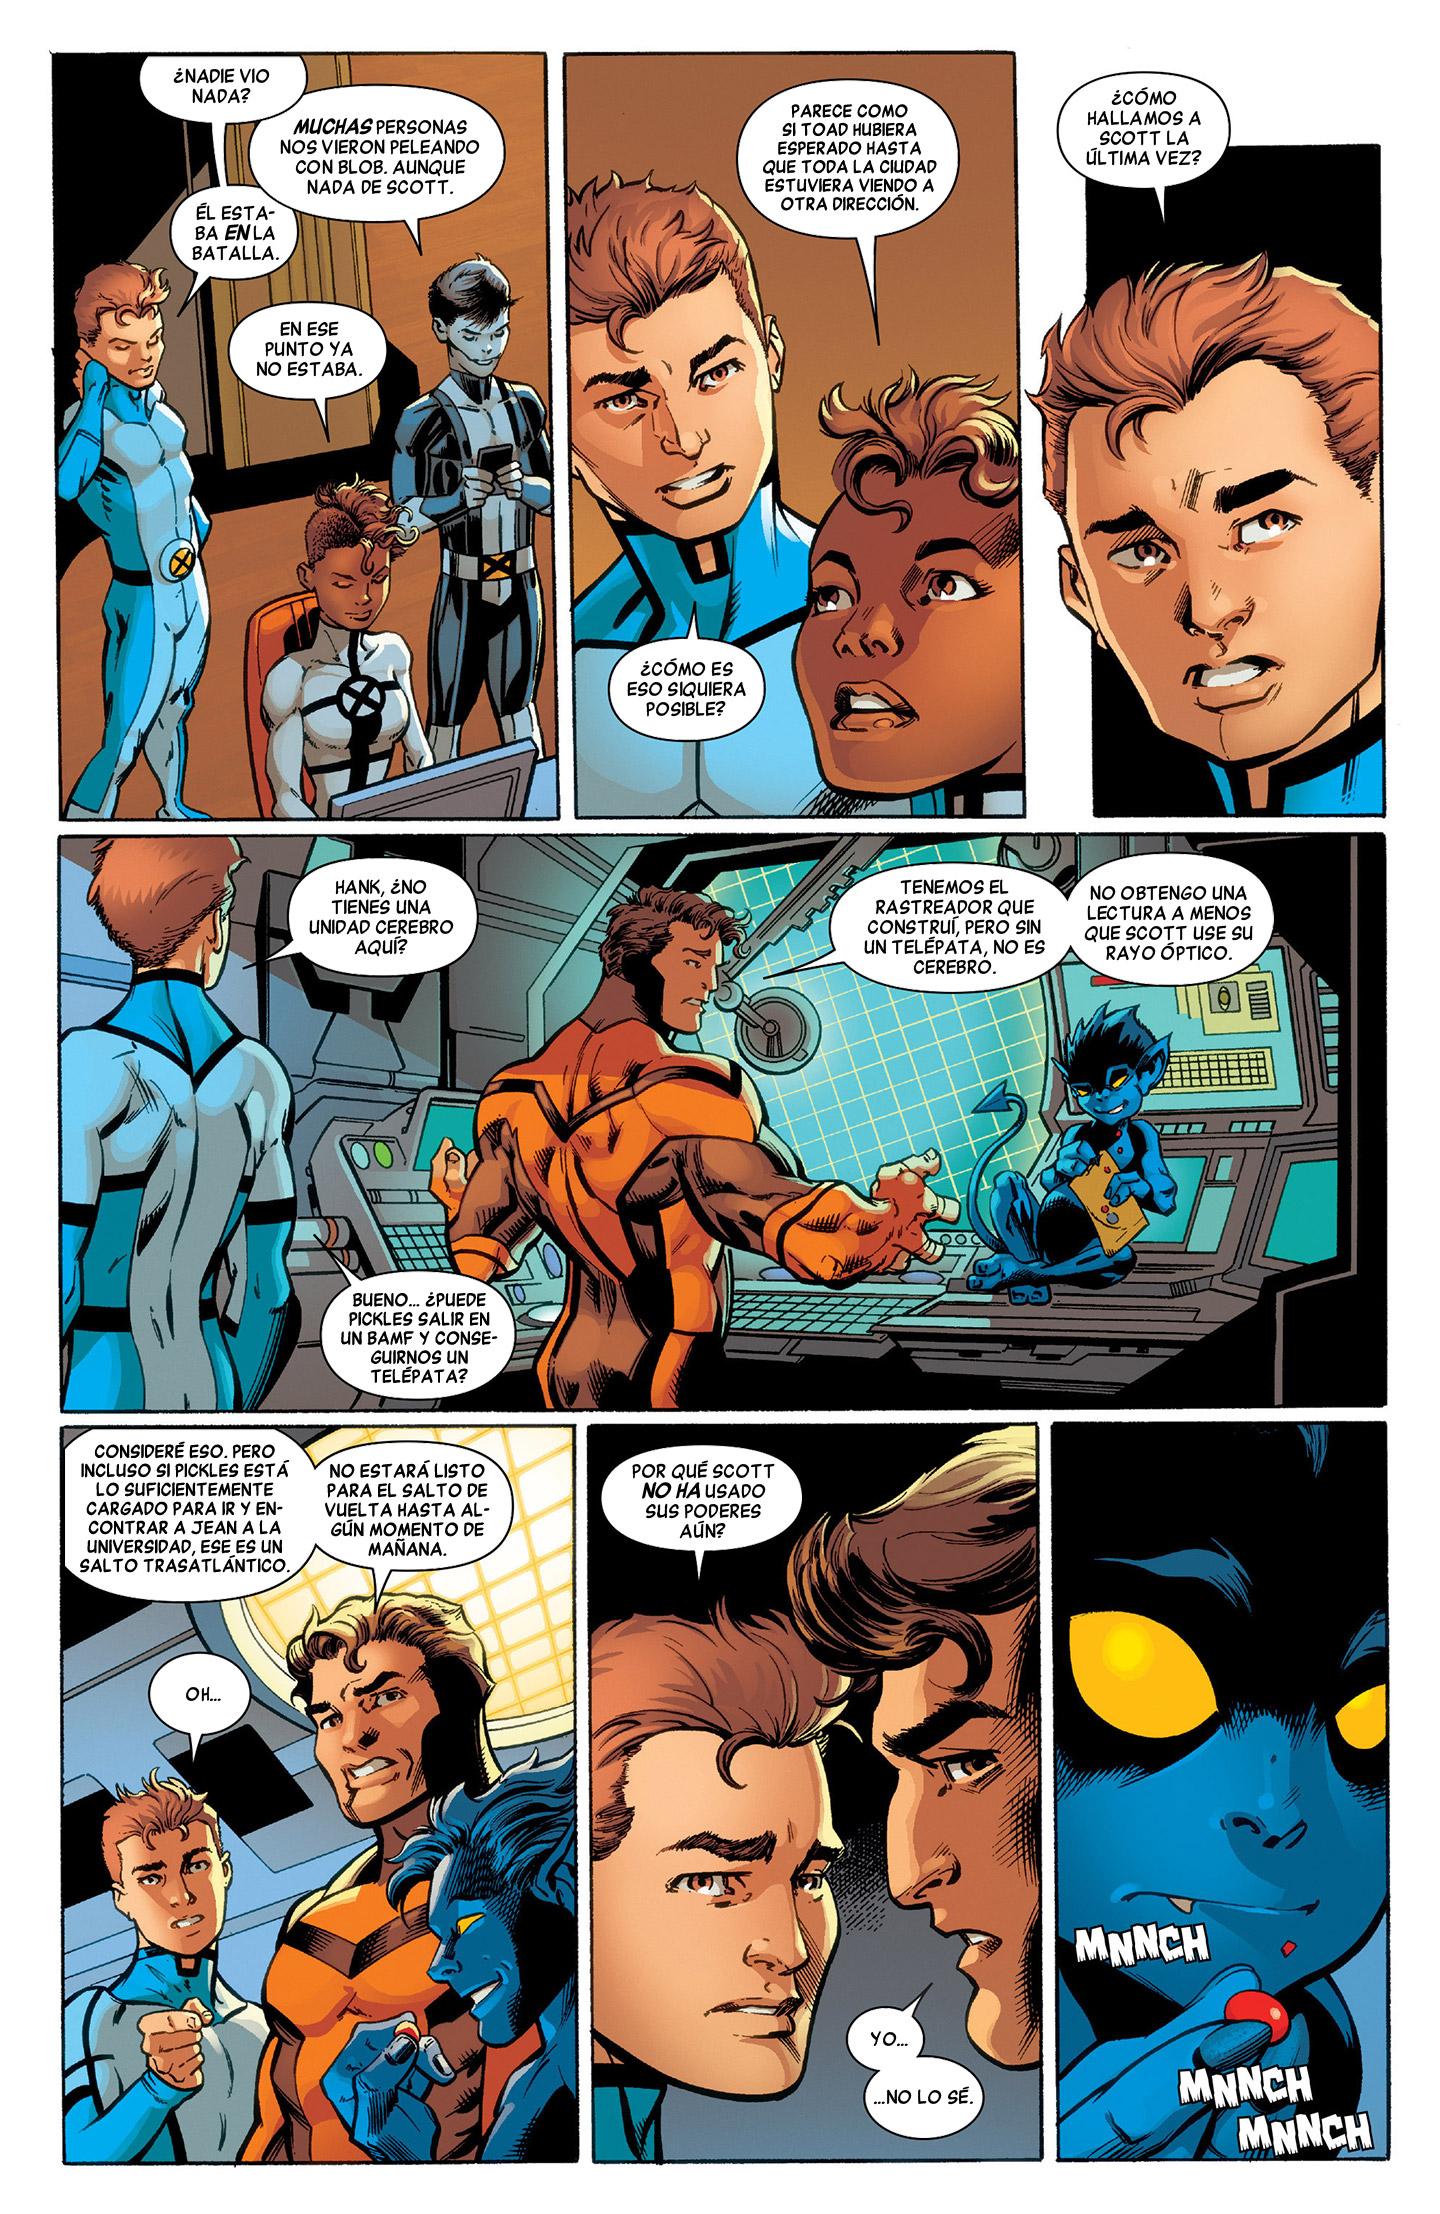 ¿NADIE VIO
NADA?
MUCHAS PERSONAS
NOS VIERON PELEANDO
CON BLOB. AUNQUE
NADA DE SCOTT.
ÉL ESTA-
BA EN LA
BATALLA.
EN ESE
PUNTO YA
NO ESTABA.
PARECE COMO
SI TOAD HUBIERA
ESPERADO HASTA
QUE TODA LA CIUDAD
ESTUVIERA VIENDO A
OTRA DIRECCIÓN.
¿CÓMO ES
ESO SIQUIERA
POSIBLE?
¿CÓMO
HALLAMOS A
SCOTT LA
ÚLTIMA VEZ?
HANK, ¿NO
TIENES UNA
UNIDAD CEREBRO
AQUÍ?
TENEMOS EL
RASTREADOR QUE
CONSTRUÍ, PERO SIN
UN TELÉPATA, NO ES
CEREBRO.
NO OBTENGO UNA
LECTURA A MENOS
QUE SCOTT USE SU
RAYO ÓPTICO.
BUENO... ¿PUEDE
PICKLES SALIR EN
UN BAMF Y CONSE-
GUIRNOS UN
TELÉPATA?
CONSIDERÉ ESO. PERO
INCLUSO SI PICKLES ESTÁ
LO SUFICIENTEMENTE
CARGADO PARA IR Y EN-
CONTRAR A JEAN A LA
UNIVERSIDAD, ESE ES UN
SALTO TRASATLÁNTICO.
NO ESTARÁ LISTO
PARA EL SALTO DE
VUELTA HASTA AL-
GÚN MOMENTO DE
MAÑANA.
OH...
POR QUÉ SCOTT
NO HA USADO
SUS PODERES
AÚN?
YO...
...NO LO SÉ.
MNNNCH
MNNNCH
MNNNCH